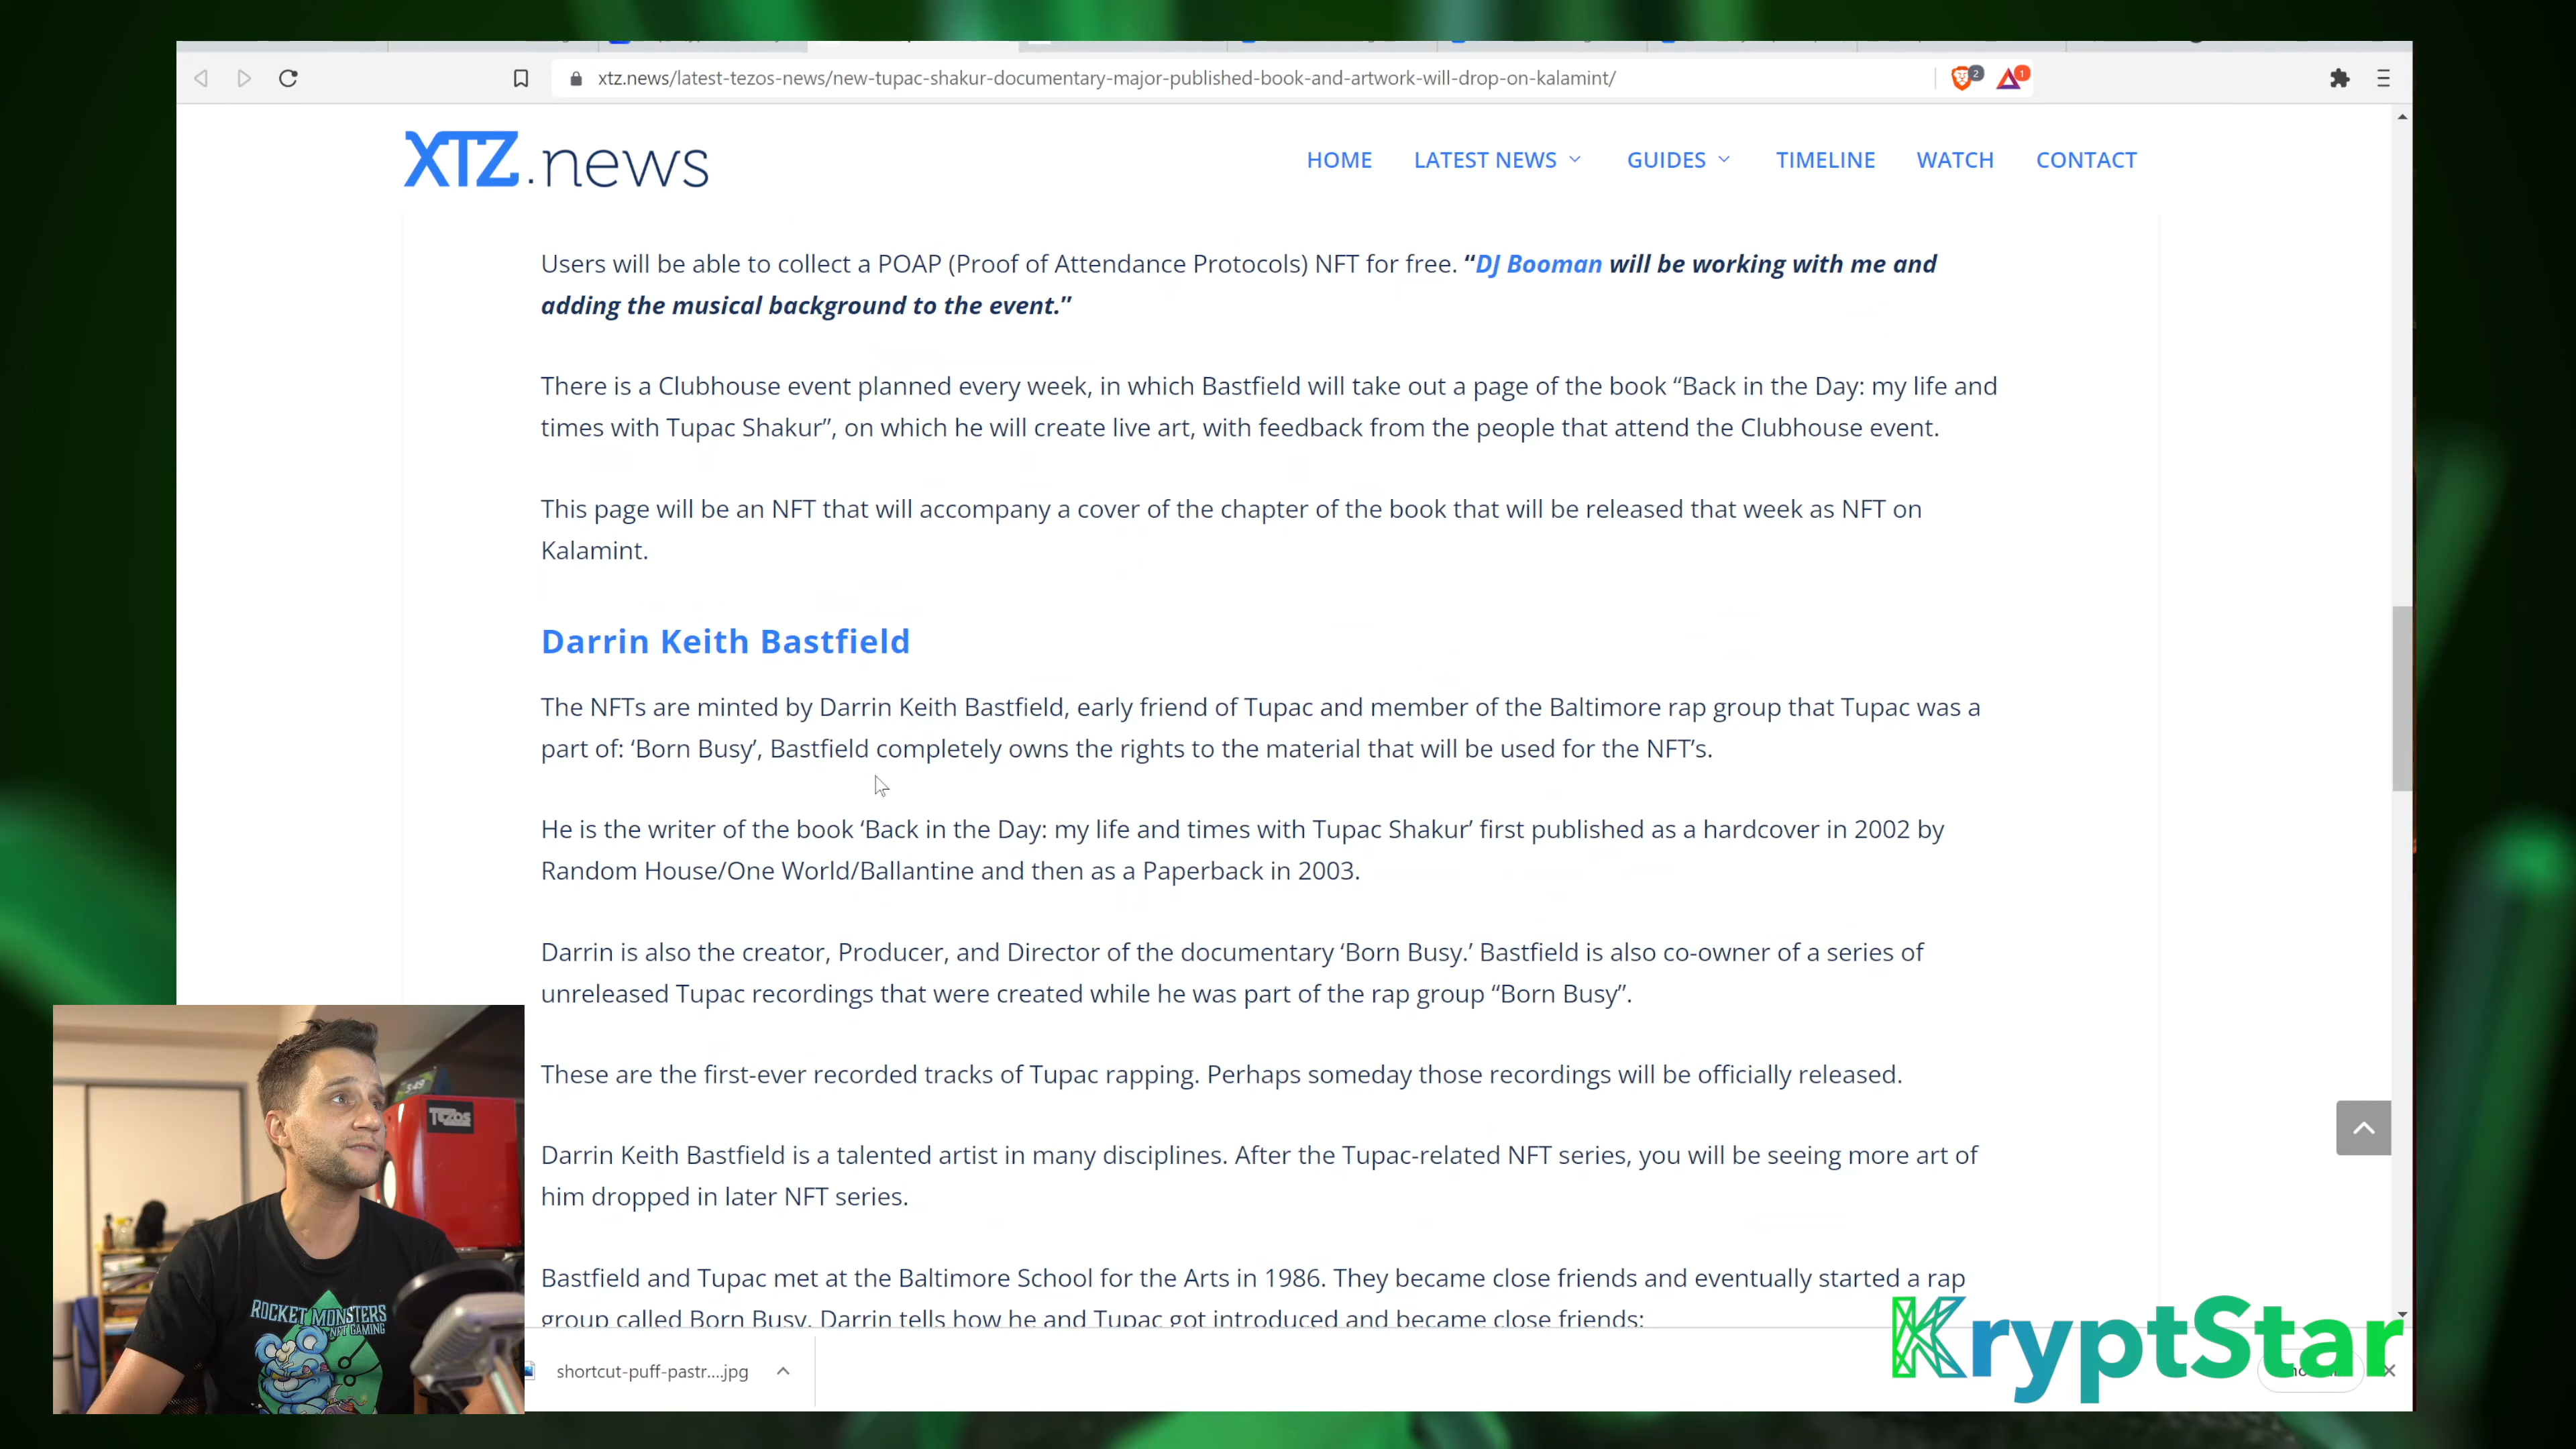 xtz.news/latest-tezos-news/new-tupac-shakur-documentary-major-published-book-and-artwork-will-drop-on-kalamint/
2
1
XTZ.news
HOME
LATEST NEWS
GUIDES
TIMELINE
WATCH
CONTACT
Users will be able to collect a POAP (Proof of Attendance Protocols) NFT for free. “DJ Booman will be working with me and
adding the musical background to the event.”
There is a Clubhouse event planned every week, in which Bastfield will take out a page of the book “Back in the Day: my life and
times with Tupac Shakur”, on which he will create live art, with feedback from the people that attend the Clubhouse event.
This page will be an NFT that will accompany a cover of the chapter of the book that will be released that week as NFT on
Kalamint.
Darrin Keith Bastfield
The NFTs are minted by Darrin Keith Bastfield, early friend of Tupac and member of the Baltimore rap group that Tupac was a
part of: ‘Born Busy’, Bastfield completely owns the rights to the material that will be used for the NFT’s.
He is the writer of the book ‘Back in the Day: my life and times with Tupac Shakur’ first published as a hardcover in 2002 by
Random House/One World/Ballantine and then as a Paperback in 2003.
Darrin is also the creator, Producer, and Director of the documentary ‘Born Busy.’ Bastfield is also co-owner of a series of
unreleased Tupac recordings that were created while he was part of the rap group “Born Busy”.
These are the first-ever recorded tracks of Tupac rapping. Perhaps someday those recordings will be officially released.
Darrin Keith Bastfield is a talented artist in many disciplines. After the Tupac-related NFT series, you will be seeing more art of
him dropped in later NFT series.
Bastfield and Tupac met at the Baltimore School for the Arts in 1986. They became close friends and eventually started a rap
group called Born Busy. Darrin tells how he and Tupac got introduced and became close friends:
5:49
TEZOS
ROCKET MONSTERS
NFT GAMING
shortcut-puff-pastr....jpg
KryptStar